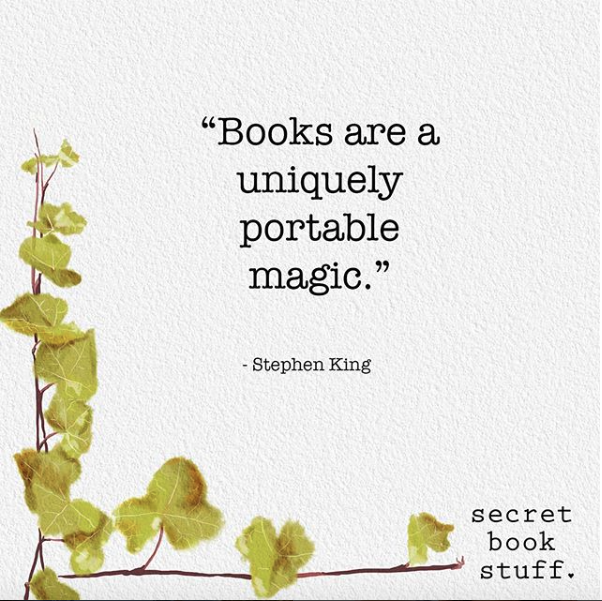 “Books are a
uniquely
portable
magic.”
- Stephen King
secret
book
stuff.